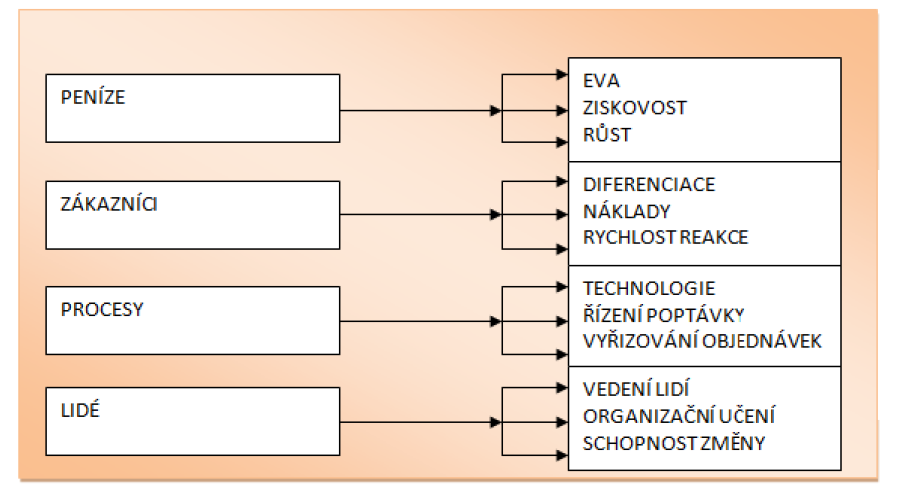 PENÍZE
EVA
ZISKOVOST
RŮST
ZÁKAZNÍCI
DIFERENCIACE
NÁKLADY
RYCHLOST REAKCE
PROCESY
TECHNOLOGIE
ŘÍZENÍ POPTÁVKY
VYŘIZOVÁNÍ OBJEDNÁVEK
LIDÉ
VEDENÍ LIDÍ
ORGANIZAČNÍ UČENÍ
SCHOPNOST ZMĚNY